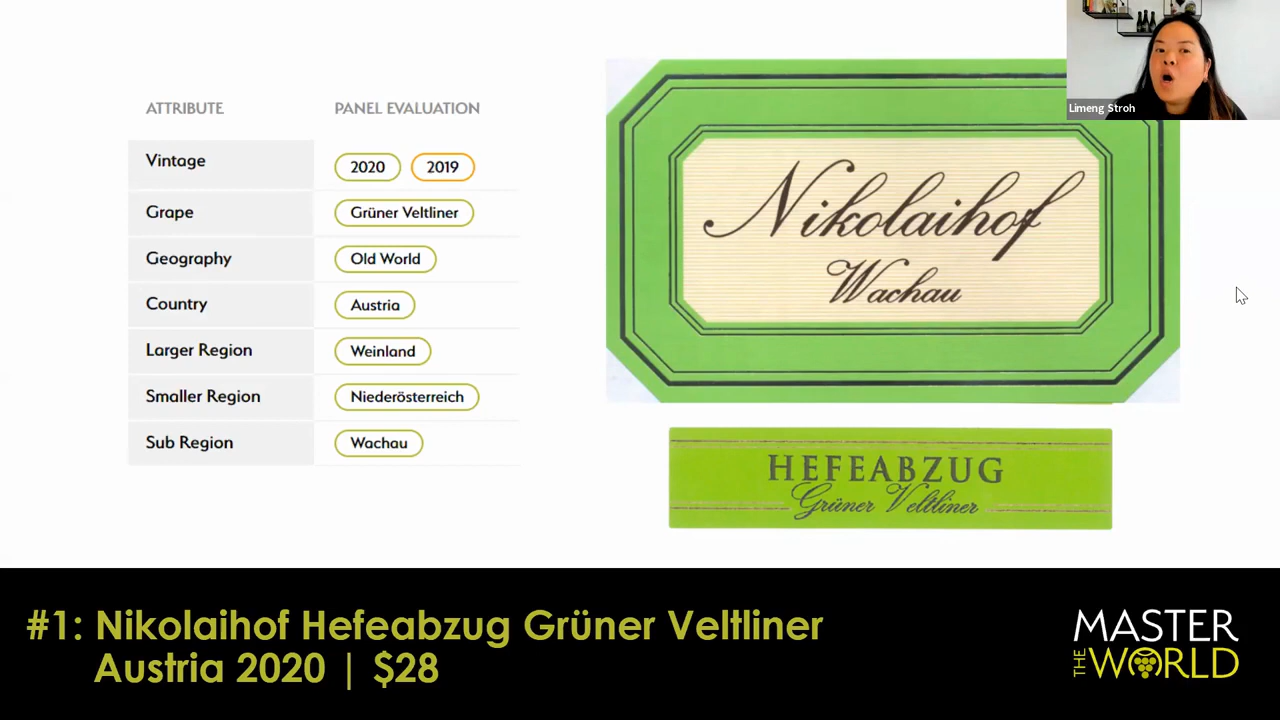 Limeng Stroh
ATTRIBUTE PANEL EVALUATION
Vintage 2020 2019
Grape Grüner Veltliner
Geography Old World
Country Austria
Larger Region Weinland
Smaller Region Niederösterreich
Sub Region Wachau
Nikolaihof
Wachau
HEFEABZUG
Grüner Veltliner
#1: Nikolaihof Hefeabzug Grüner Veltliner
Austria 2020 | $28
MASTER
THE WORLD